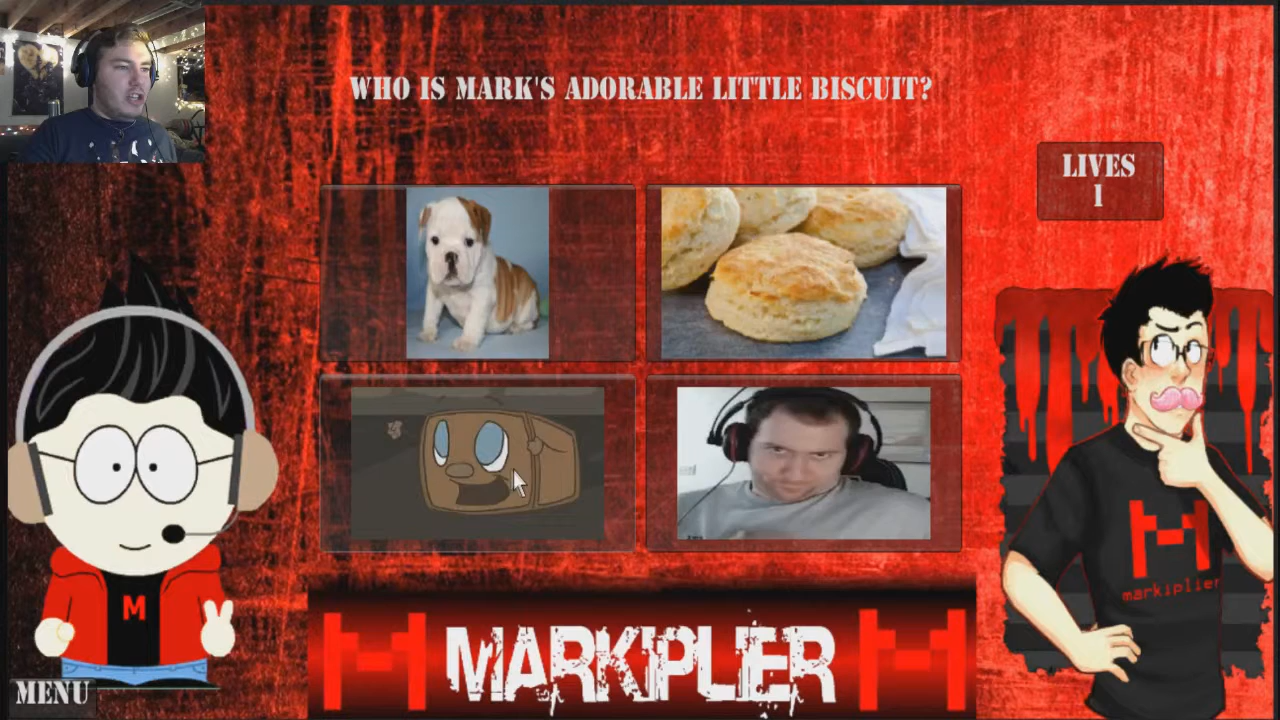 WHO IS MARK'S ADORABLE LITTLE BISCUIT?
LIVES
1
M
M
markiplier
MARKIPLIER
MENU